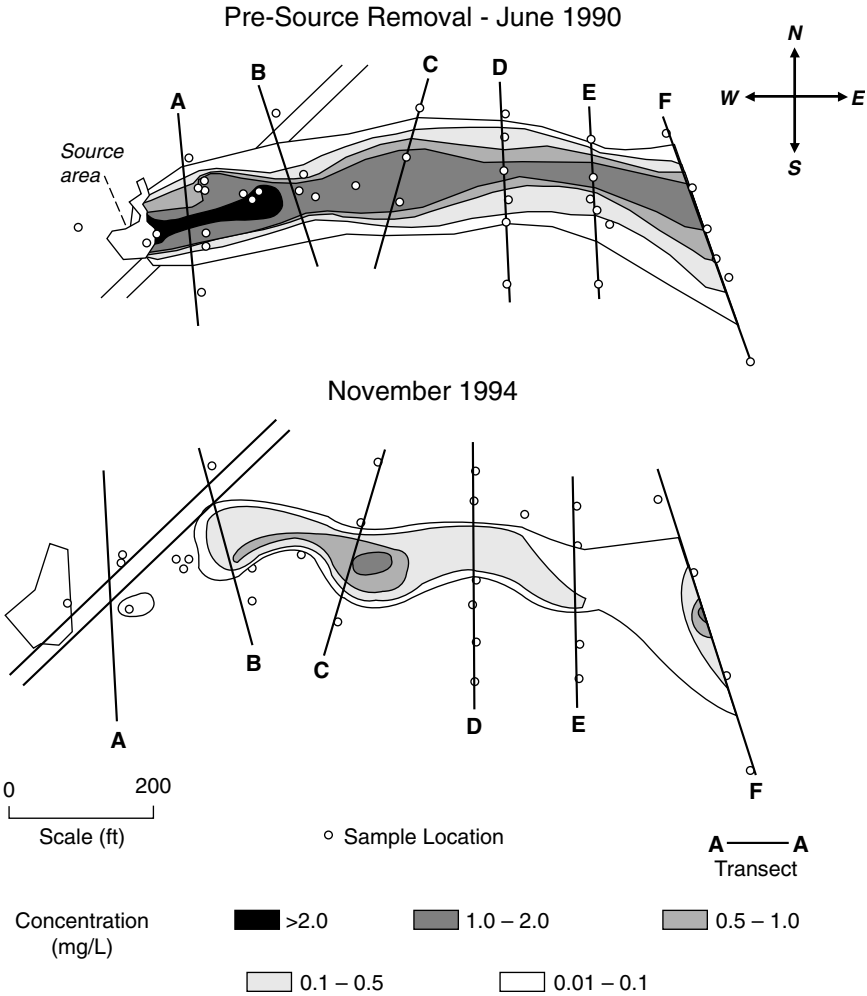 Pre-Source Removal - June 1990
N
W E
S
A
B
C
D
E
F
Source
area
November 1994
A
B
C
D
E
F
0 200
Scale (ft)
Sample Location
A A
Transect
Concentration
(mg/L)
>2.0
1.0 – 2.0
0.5 – 1.0
0.1 – 0.5
0.01 – 0.1